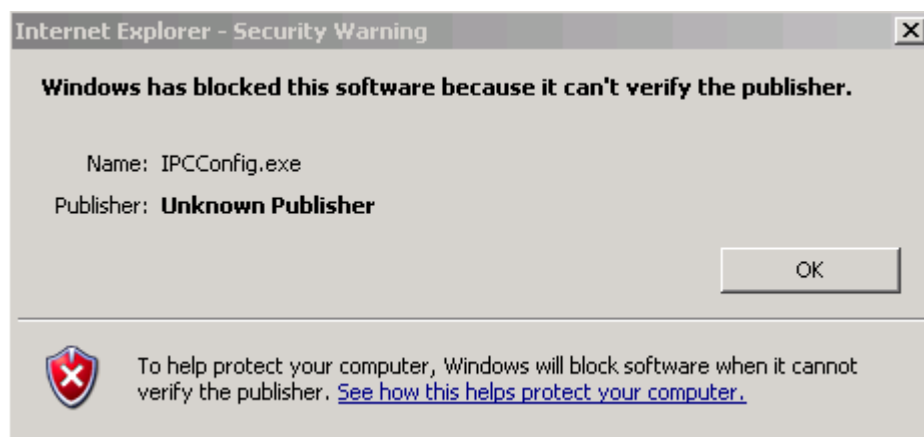 Internet Explorer - Security Warning
Windows has blocked this software because it can't verify the publisher.
Name: IPCConfig.exe
Publisher: Unknown Publisher
OK
To help protect your computer, Windows will block software when it cannot
verify the publisher. See how this helps protect your computer.